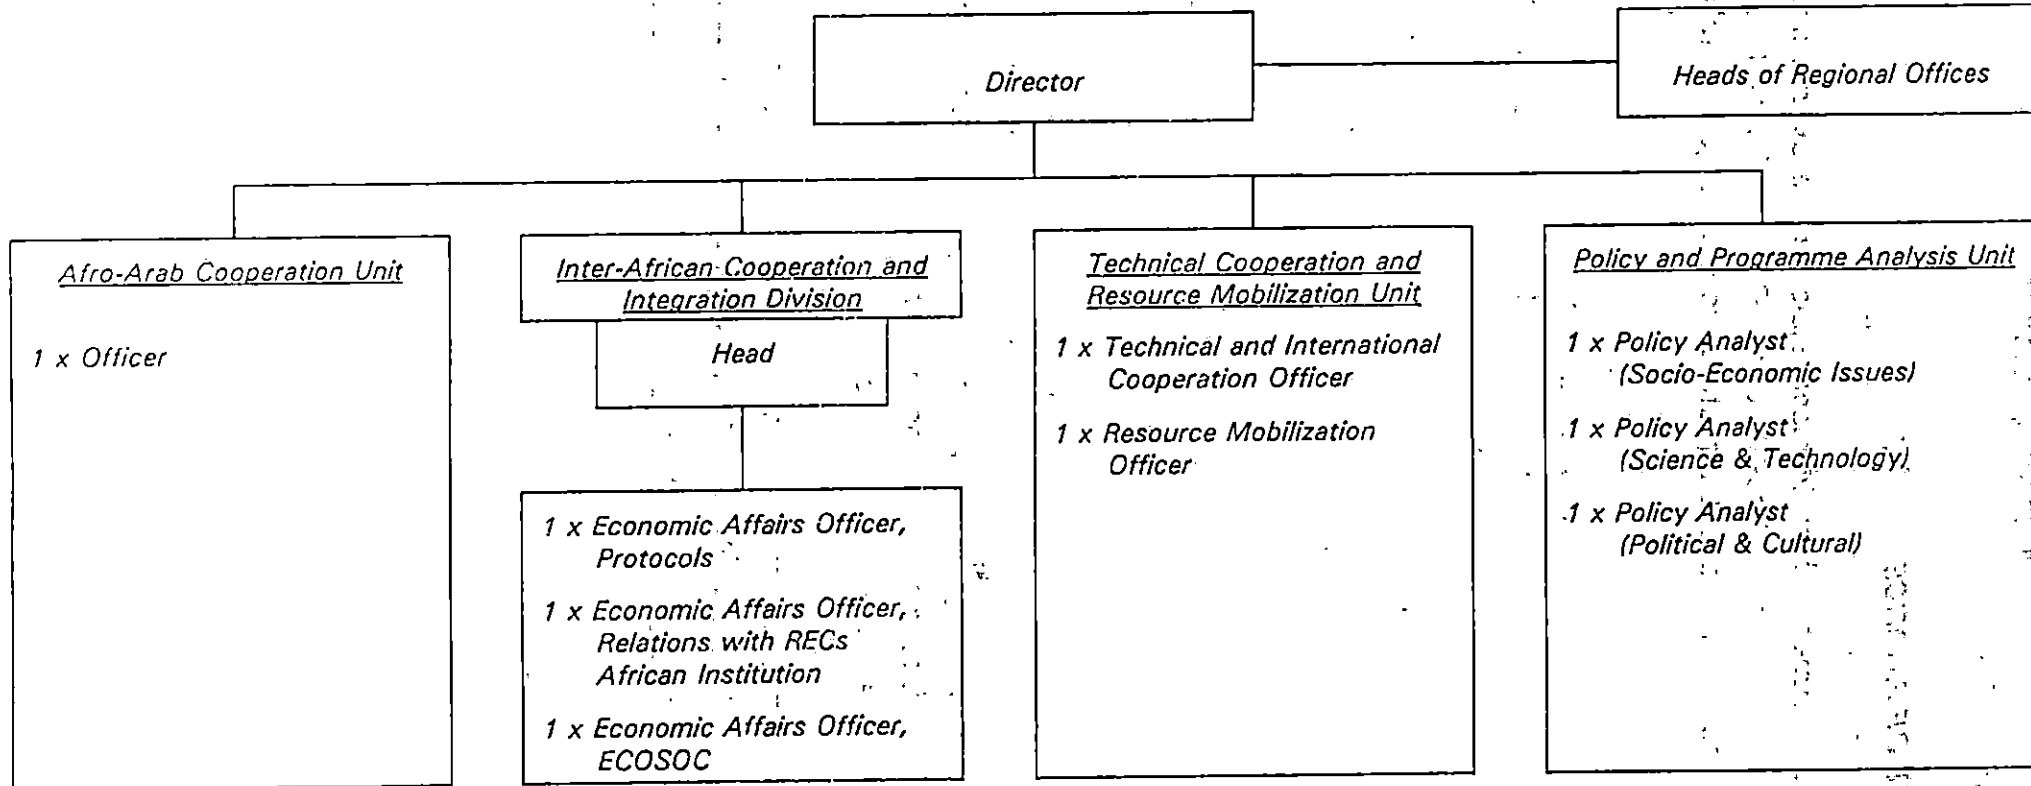 Director
Heads of Regional Offices
Afro-Arab Cooperation Unit
1 x Officer
Inter-African Cooperation and
Integration Division
Head
1 x Economic Affairs Officer,
Protocols
1 x Economic Affairs Officer,
Relations with RECs
African Institution
1 x Economic Affairs Officer,
ECOSOC
Technical Cooperation and
Resource Mobilization Unit
1 x Technical and International
Cooperation Officer
1 x Resource Mobilization
Officer
Policy and Programme Analysis Unit
1 x Policy Analyst
(Socio-Economic Issues)
1 x Policy Analyst
(Science & Technology)
1 x Policy Analyst
(Political & Cultural)